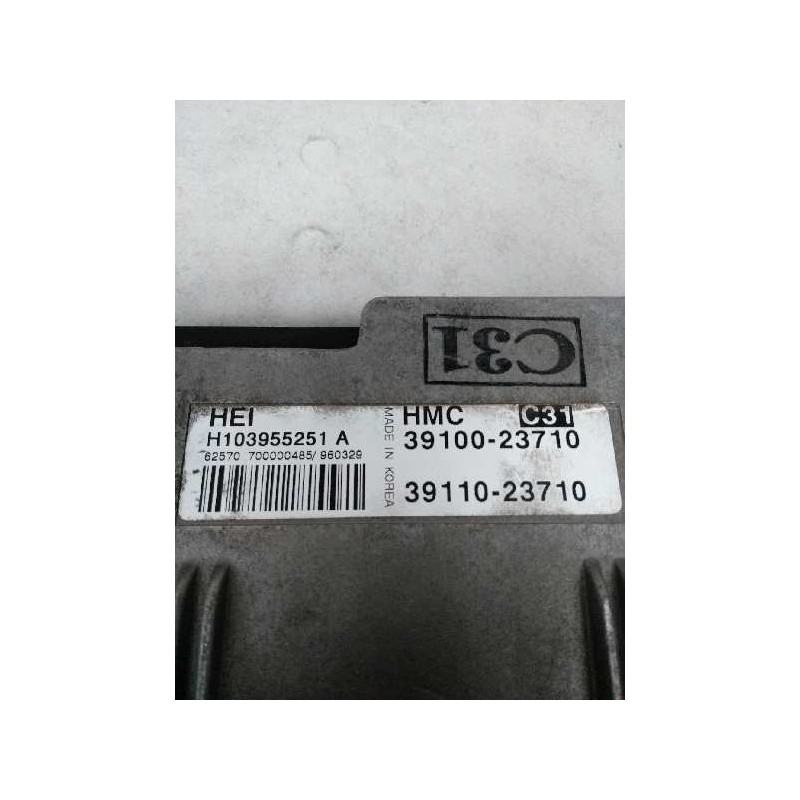 C31
HEI
H103955251 A
62570 700000485/ 960329
MADE IN KOREA
HMC C31
39100-23710
39110-23710